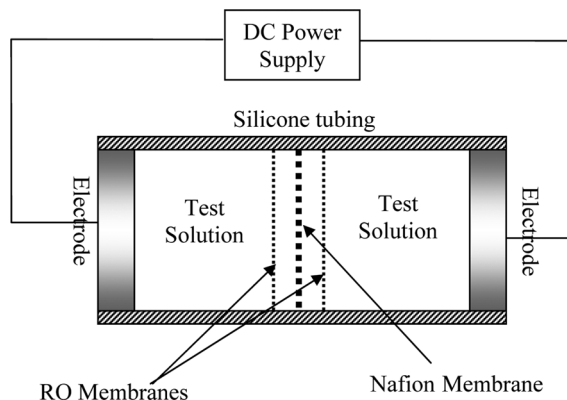 DC Power
Supply
Silicone tubing
Electrode
Test
Solution
Test
Solution
Electrode
RO Membranes
Nafion Membrane